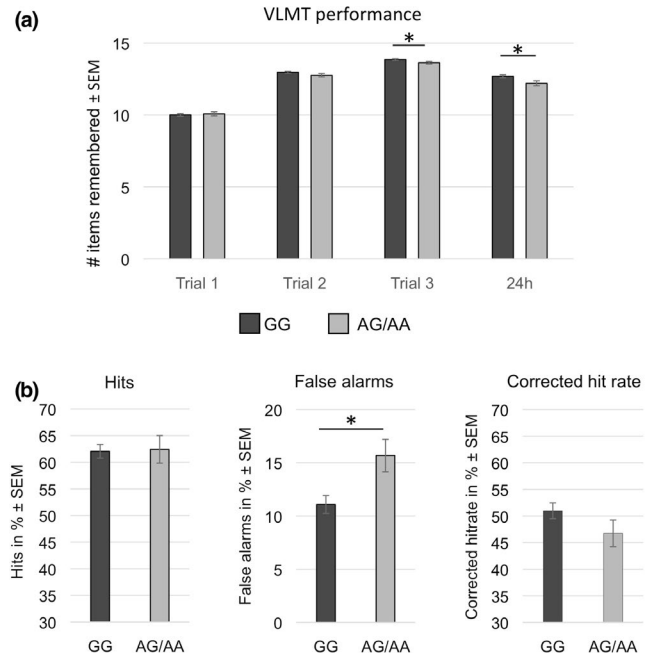 (a)
VLMT performance
# items remembered ± SEM
15
10
5
0
*
*
Trial 1
Trial 2
Trial 3
24h
GG
AG/AA
(b)
Hits
Hits in % ± SEM
70
65
60
55
50
45
40
35
30
GG
AG/AA
False alarms
False alarms in % ± SEM
20
15
10
5
0
*
GG
AG/AA
Corrected hit rate
Corrected hitrate in % ± SEM
70
65
60
55
50
45
40
35
30
GG
AG/AA